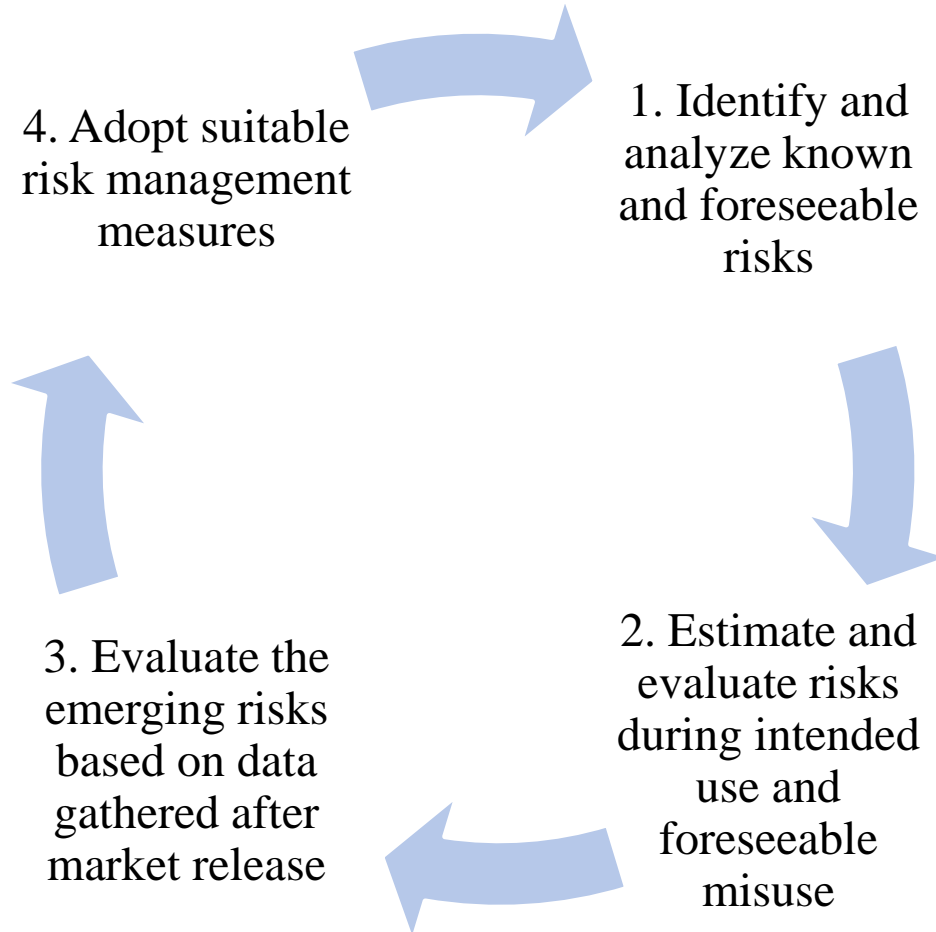 1. Identify and
analyze known
and foreseeable
risks
2. Estimate and
evaluate risks
during intended
use and
foreseeable
misuse
3. Evaluate the
emerging risks
based on data
gathered after
market release
4. Adopt suitable
risk management
measures